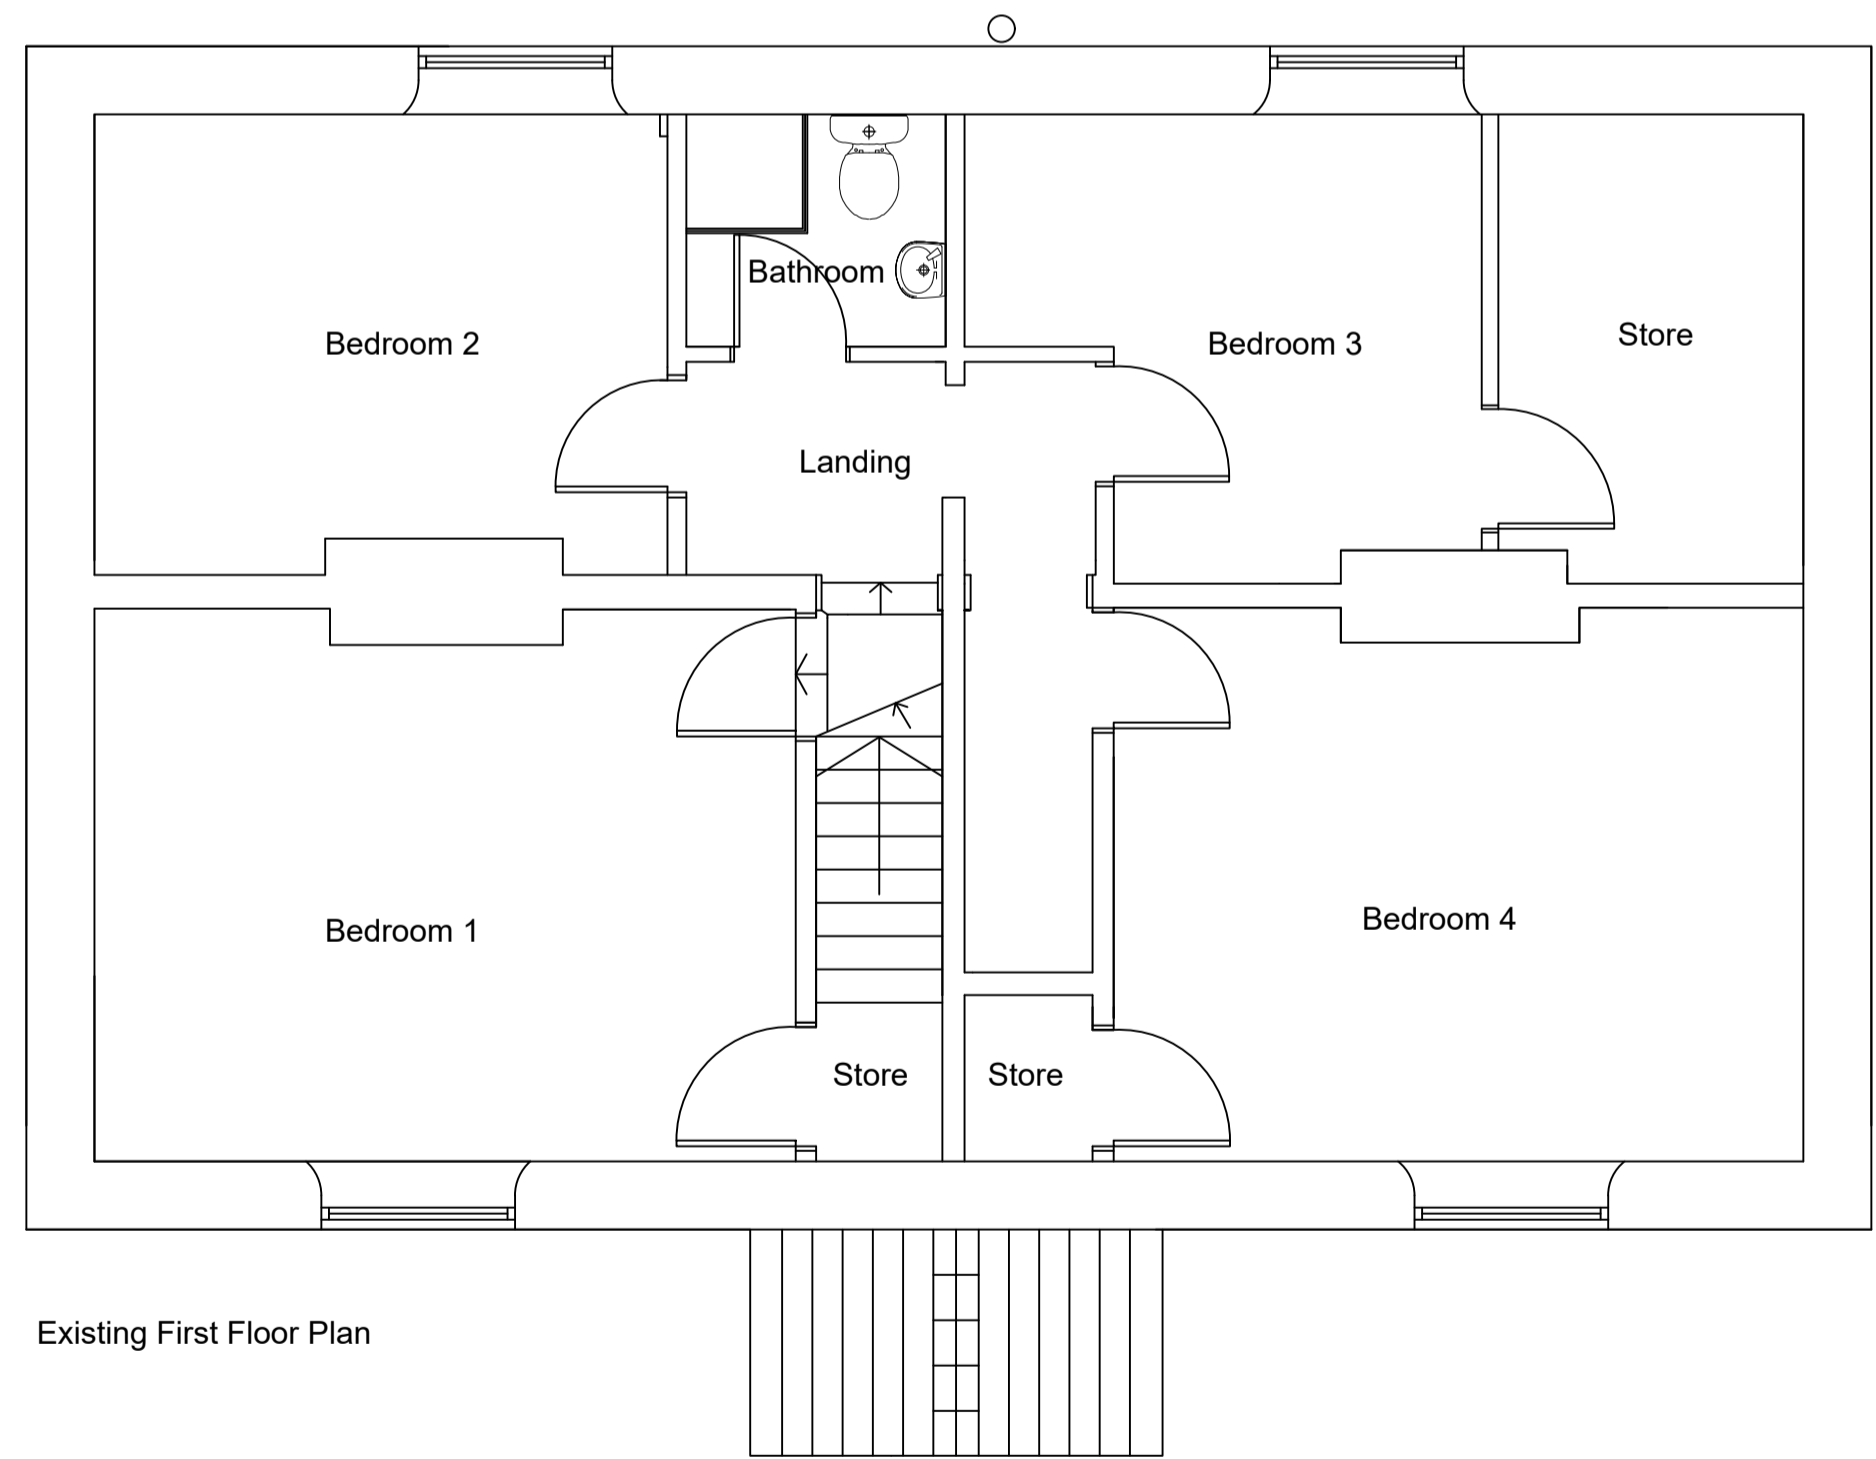 Bathroom
Bedroom 2
Bedroom 3
Store
Landing
Bedroom 1
Bedroom 4
Store
Store
Existing First Floor Plan